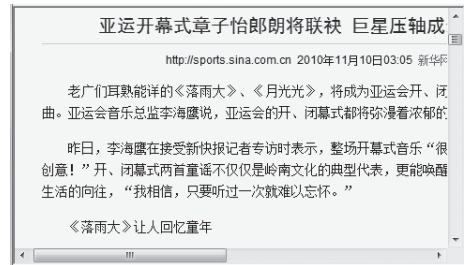 亚运开幕式章子怡郎朗将联袂 巨星压轴成
http://sports.sina.com.cn 2010年11月10日03:05 新华网
老广们耳熟能详的《落雨大》、《月光光》，将成为亚运会开、闭
曲。亚运会音乐总监李海鹰说，亚运会的开、闭幕式都将弥漫着浓郁的
昨日，李海鹰在接受新快报记者专访时表示，整场开幕式音乐“很
创意！”开、闭幕式两首童谣不仅仅是岭南文化的典型代表，更能唤醒
生活的向往，“我相信，只要听过一次就难以忘怀。”
《落雨大》让人回忆童年